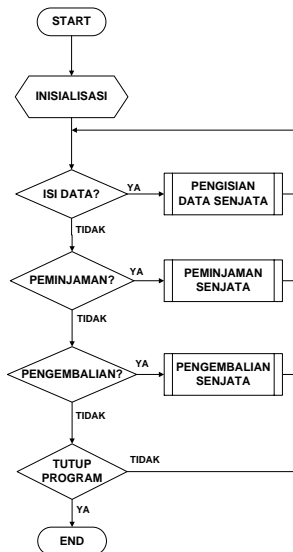 START
INISIALISASI
ISI DATA?
YA
PENGISIAN
DATA SENJATA
TIDAK
PEMINJAMAN?
YA
PEMINJAMAN
SENJATA
TIDAK
PENGEMBALIAN?
YA
PENGEMBALIAN
SENJATA
TIDAK
TUTUP
PROGRAM
TIDAK
YA
END